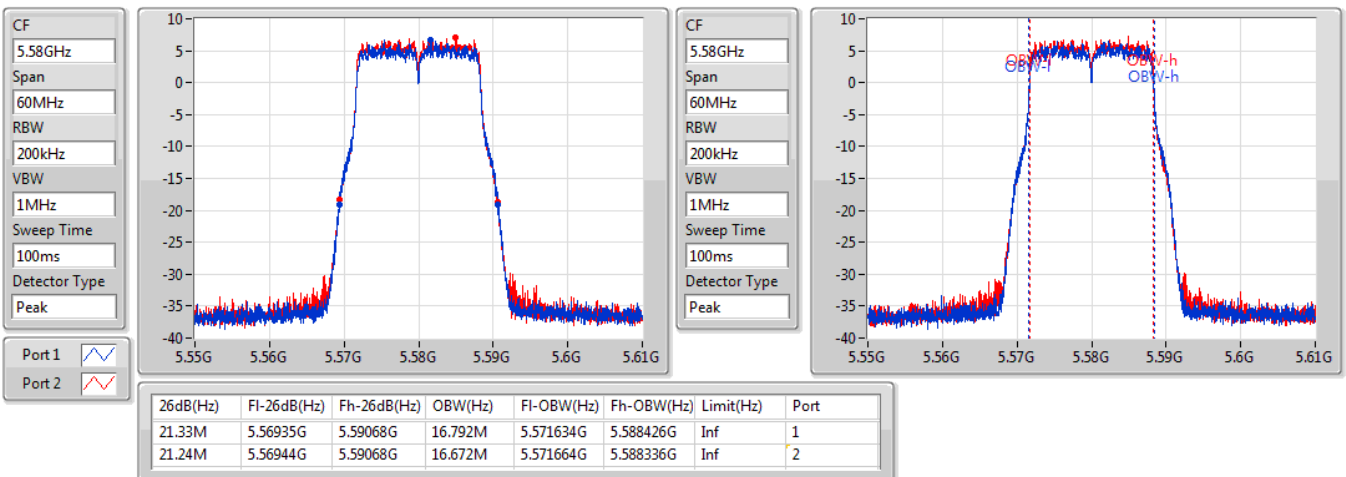 CF
5.58GHz
Span
60MHz
RBW
200kHz
VBW
1MHz
Sweep Time
100ms
Detector Type
Peak
Port 1
Port 2
10
5
0
-5
-10
-15
-20
-25
-30
-35
-40
5.55G 5.56G 5.57G 5.58G 5.59G 5.6G 5.61G
CF
5.58GHz
Span
60MHz
RBW
200kHz
VBW
1MHz
Sweep Time
100ms
Detector Type
Peak
10
5
0
-5
-10
-15
-20
-25
-30
-35
-40
OBW-l OBW-h
OBW-l OBW-h
5.55G 5.56G 5.57G 5.58G 5.59G 5.6G 5.61G
26dB(Hz) Fl-26dB(Hz) Fh-26dB(Hz) OBW(Hz) Fl-OBW(Hz) Fh-OBW(Hz) Limit(Hz) Port
21.33M 5.56935G 5.59068G 16.792M 5.571634G 5.588426G Inf 1
21.24M 5.56944G 5.59068G 16.672M 5.571664G 5.588336G Inf 2